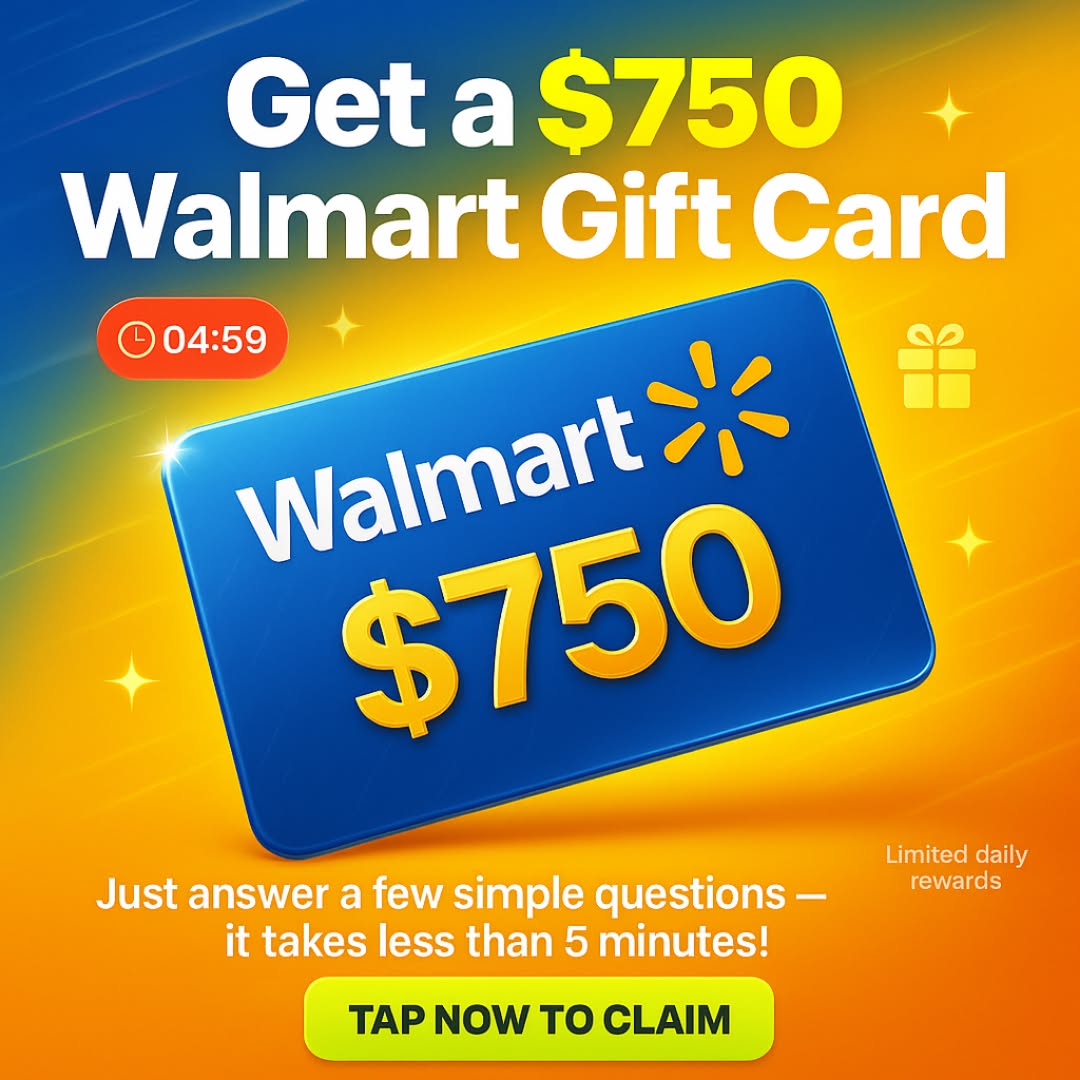 Get a $750
Walmart Gift Card
04:59
Walmart
$750
Limited daily
rewards
Just answer a few simple questions —
it takes less than 5 minutes!
TAP NOW TO CLAIM